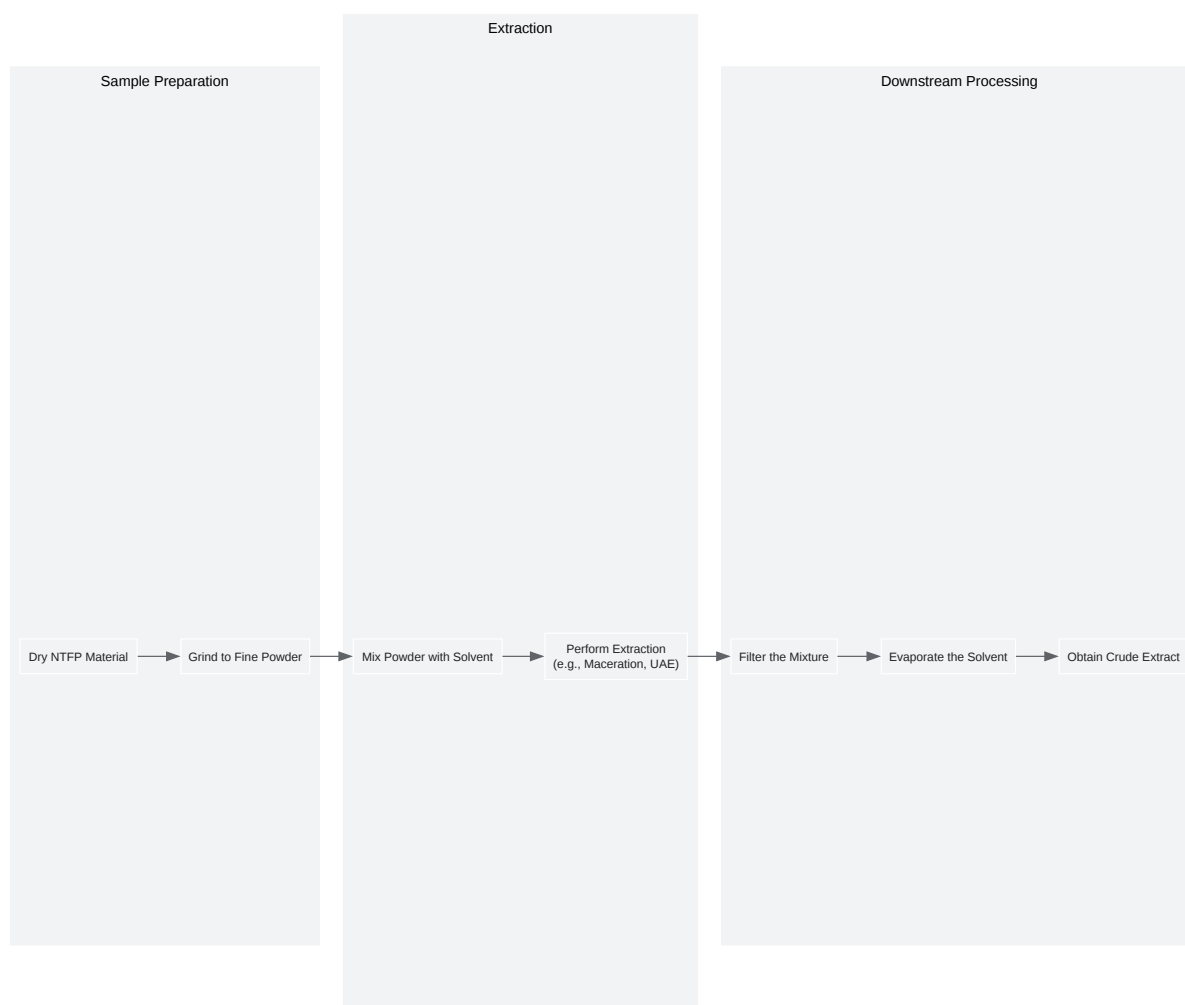 Extraction
Sample Preparation
Downstream Processing
Dry NTFP Material
Grind to Fine Powder
Mix Powder with Solvent
Perform Extraction
(e.g., Maceration, UAE)
Filter the Mixture
Evaporate the Solvent
Obtain Crude Extract